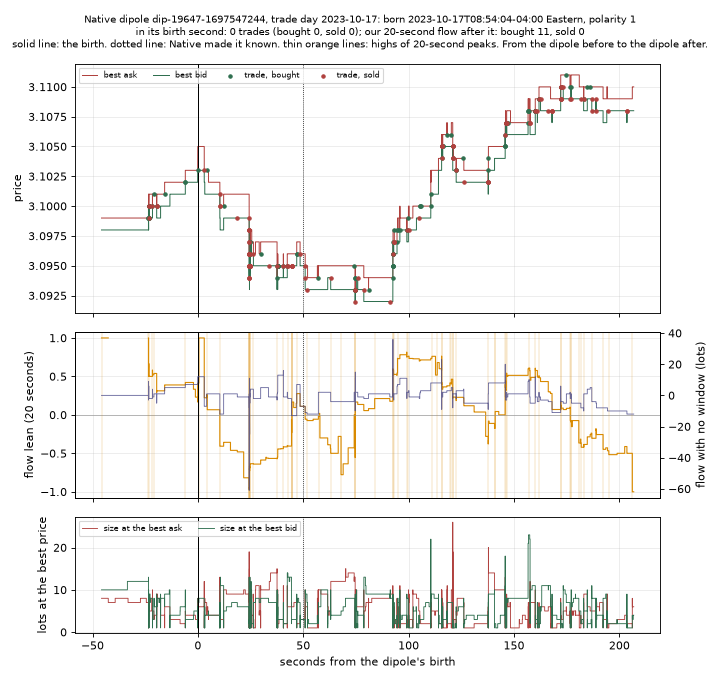 Native dipole dip-19647-1697547244, trade day 2023-10-17: born 2023-10-17T08:54:04-04:00 Eastern, polarity 1
in its birth second: 0 trades (bought 0, sold 0); our 20-second flow after it: bought 11, sold 0
solid line: the birth. dotted line: Native made it known. thin orange lines: highs of 20-second peaks. From the dipole before to the dipole after.
best ask
best bid
trade, bought
trade, sold
3.1100
3.1075
3.1050
3.1025
3.1000
3.0975
3.0950
3.0925
price
1.0
0.5
0.0
−0.5
−1.0
flow lean (20 seconds)
40
20
0
−20
−40
−60
flow with no window (lots)
size at the best ask
size at the best bid
20
10
0
lots at the best price
−50
0
50
100
150
200
seconds from the dipole's birth